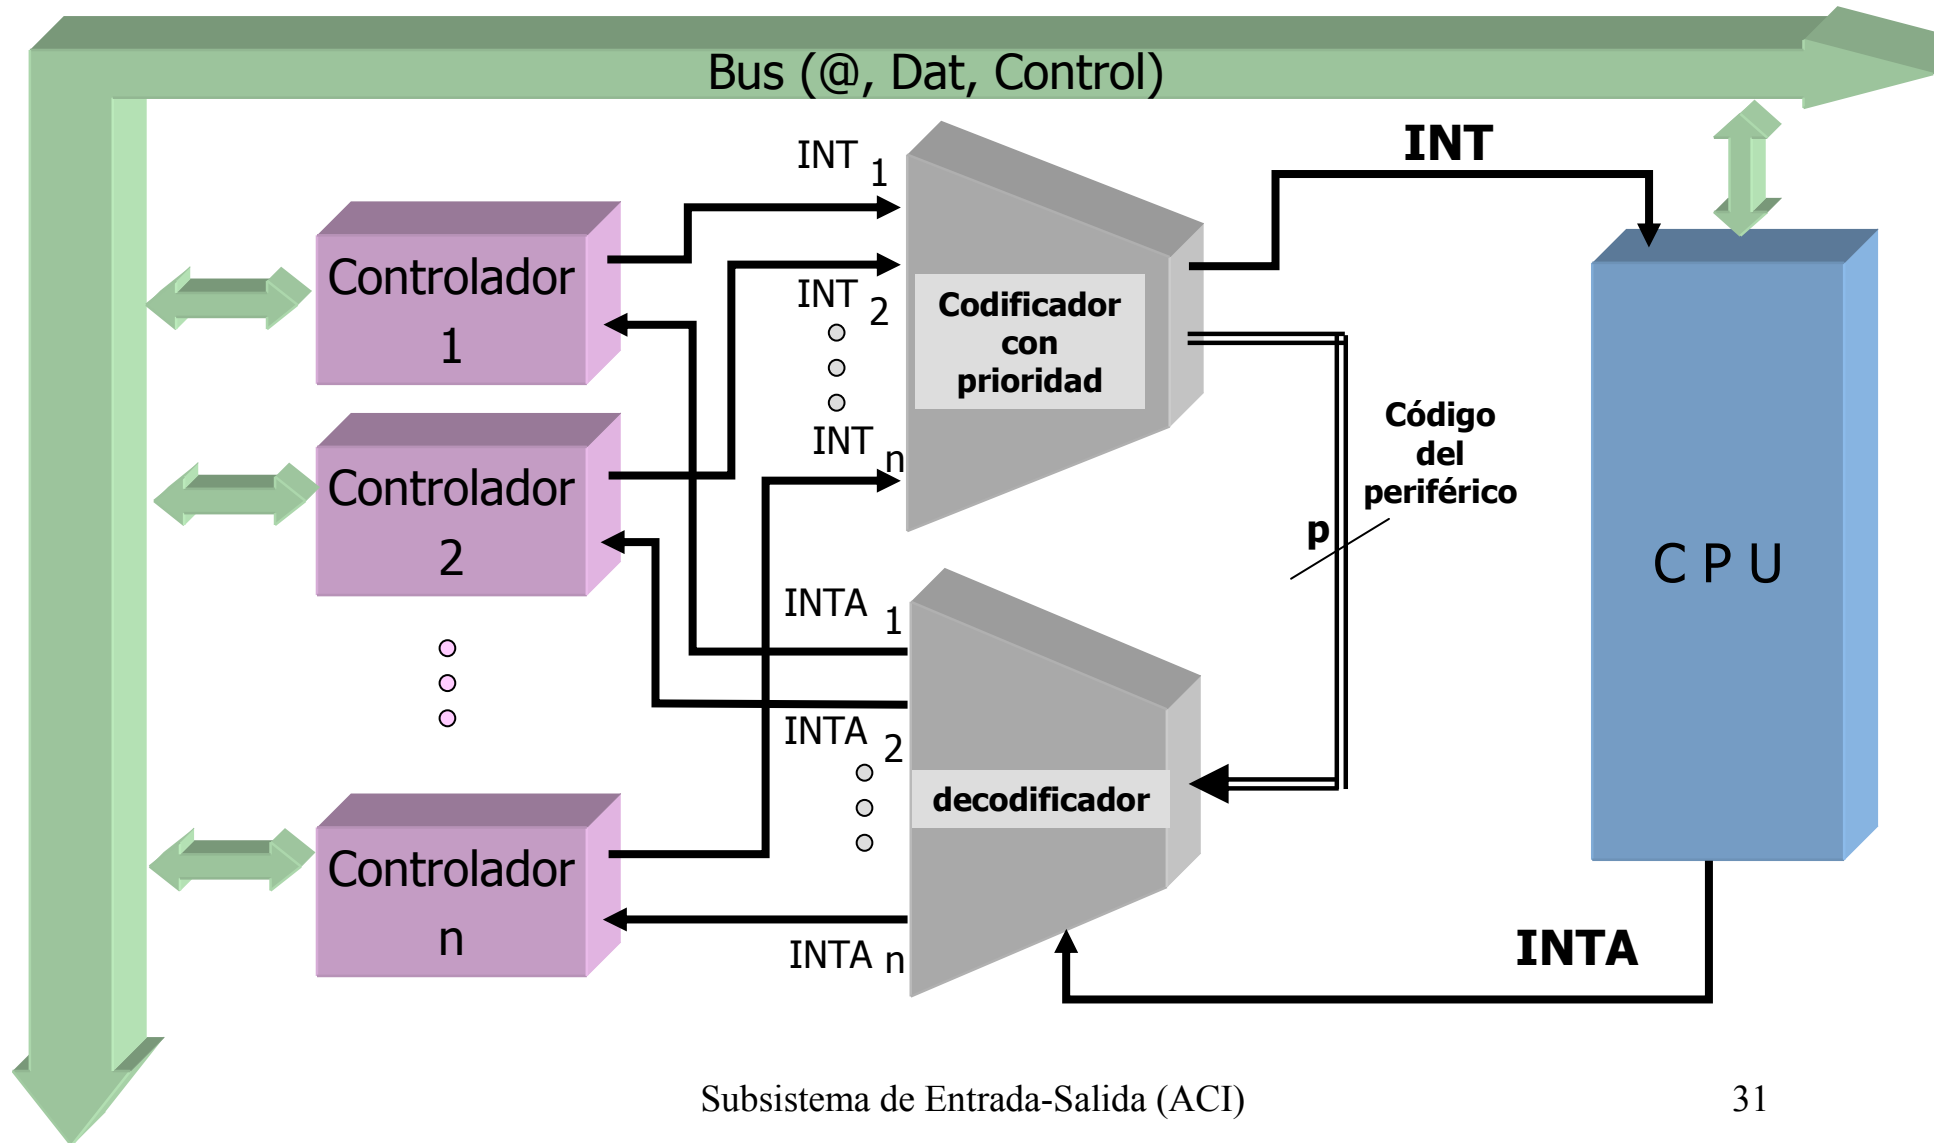 Bus (@, Dat, Control)
INT 1
INT
Controlador
1
INT 2
Codificador
con
prioridad
Código
del
periférico
INT n
Controlador
2
p
C P U
INTA 1
INTA 2
decodificador
Controlador
n
INTA n
INTA
Subsistema de Entrada-Salida (ACI)
31